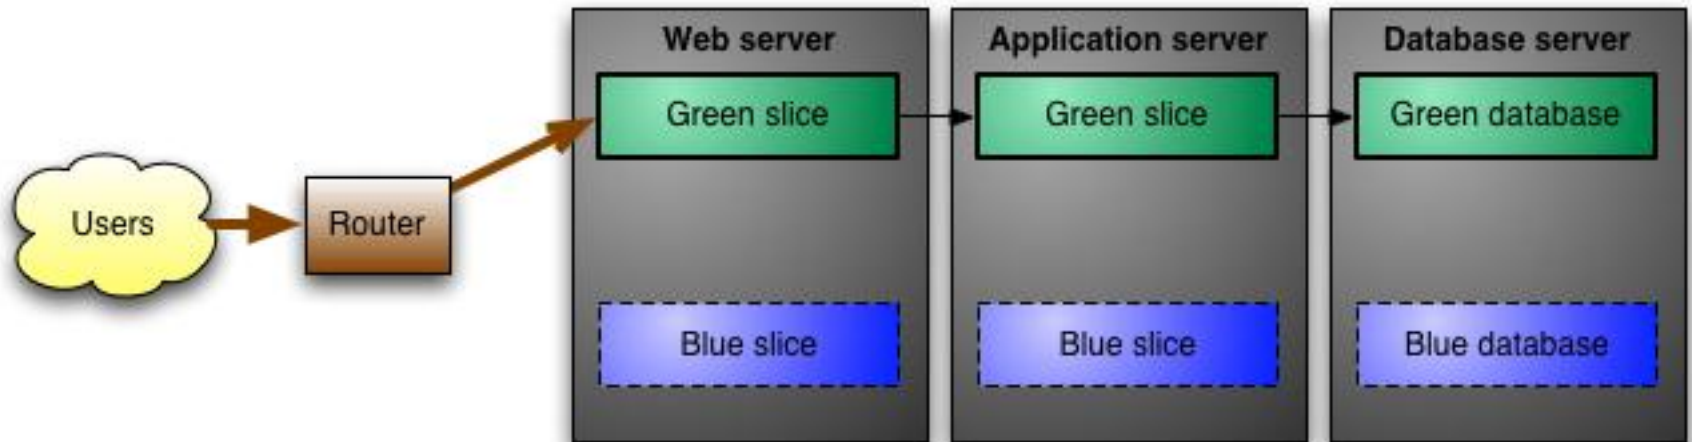 Web server
Application server
Database server
Green slice
Green slice
Green database
Users
Router
Blue slice
Blue slice
Blue database